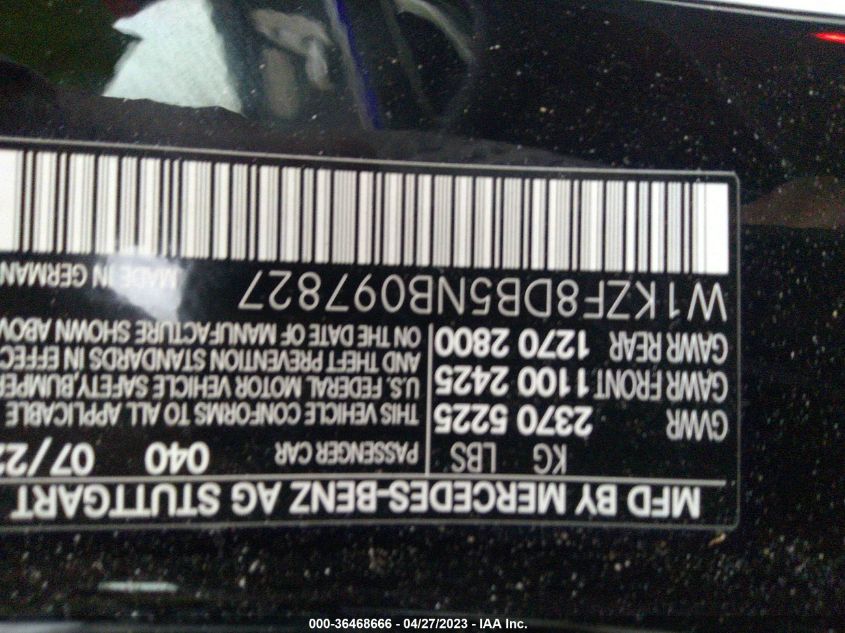 MFD BY MERCEDES-BENZ AG STUTTGART
KG LBS PASSENGER CAR 040 07/22
GVWR 2370 5225
GAWR FRONT 1100 2425
GAWR REAR 1270 2800
THIS VEHICLE CONFORMS TO ALL APPLICABLE
U.S. FEDERAL MOTOR VEHICLE SAFETY, BUMPER
AND THEFT PREVENTION STANDARDS IN EFFEC
ON THE DATE OF MANUFACTURE SHOWN ABOV
W1KZF8DB5NB097827 MADE IN GERMAN
000-36468666 - 04/27/2023 - IAA Inc.